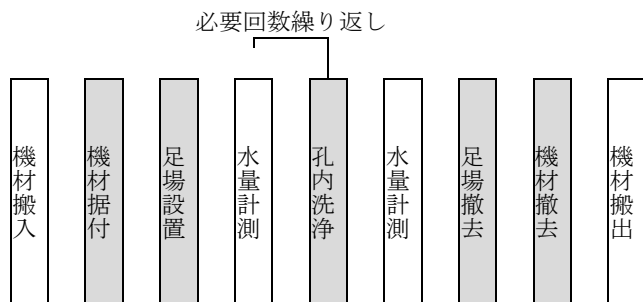 必要回数繰り返し
機材搬入
機材据付
足場設置
水量計測
孔内洗浄
水量計測
足場撤去
機材撤去
機材搬出